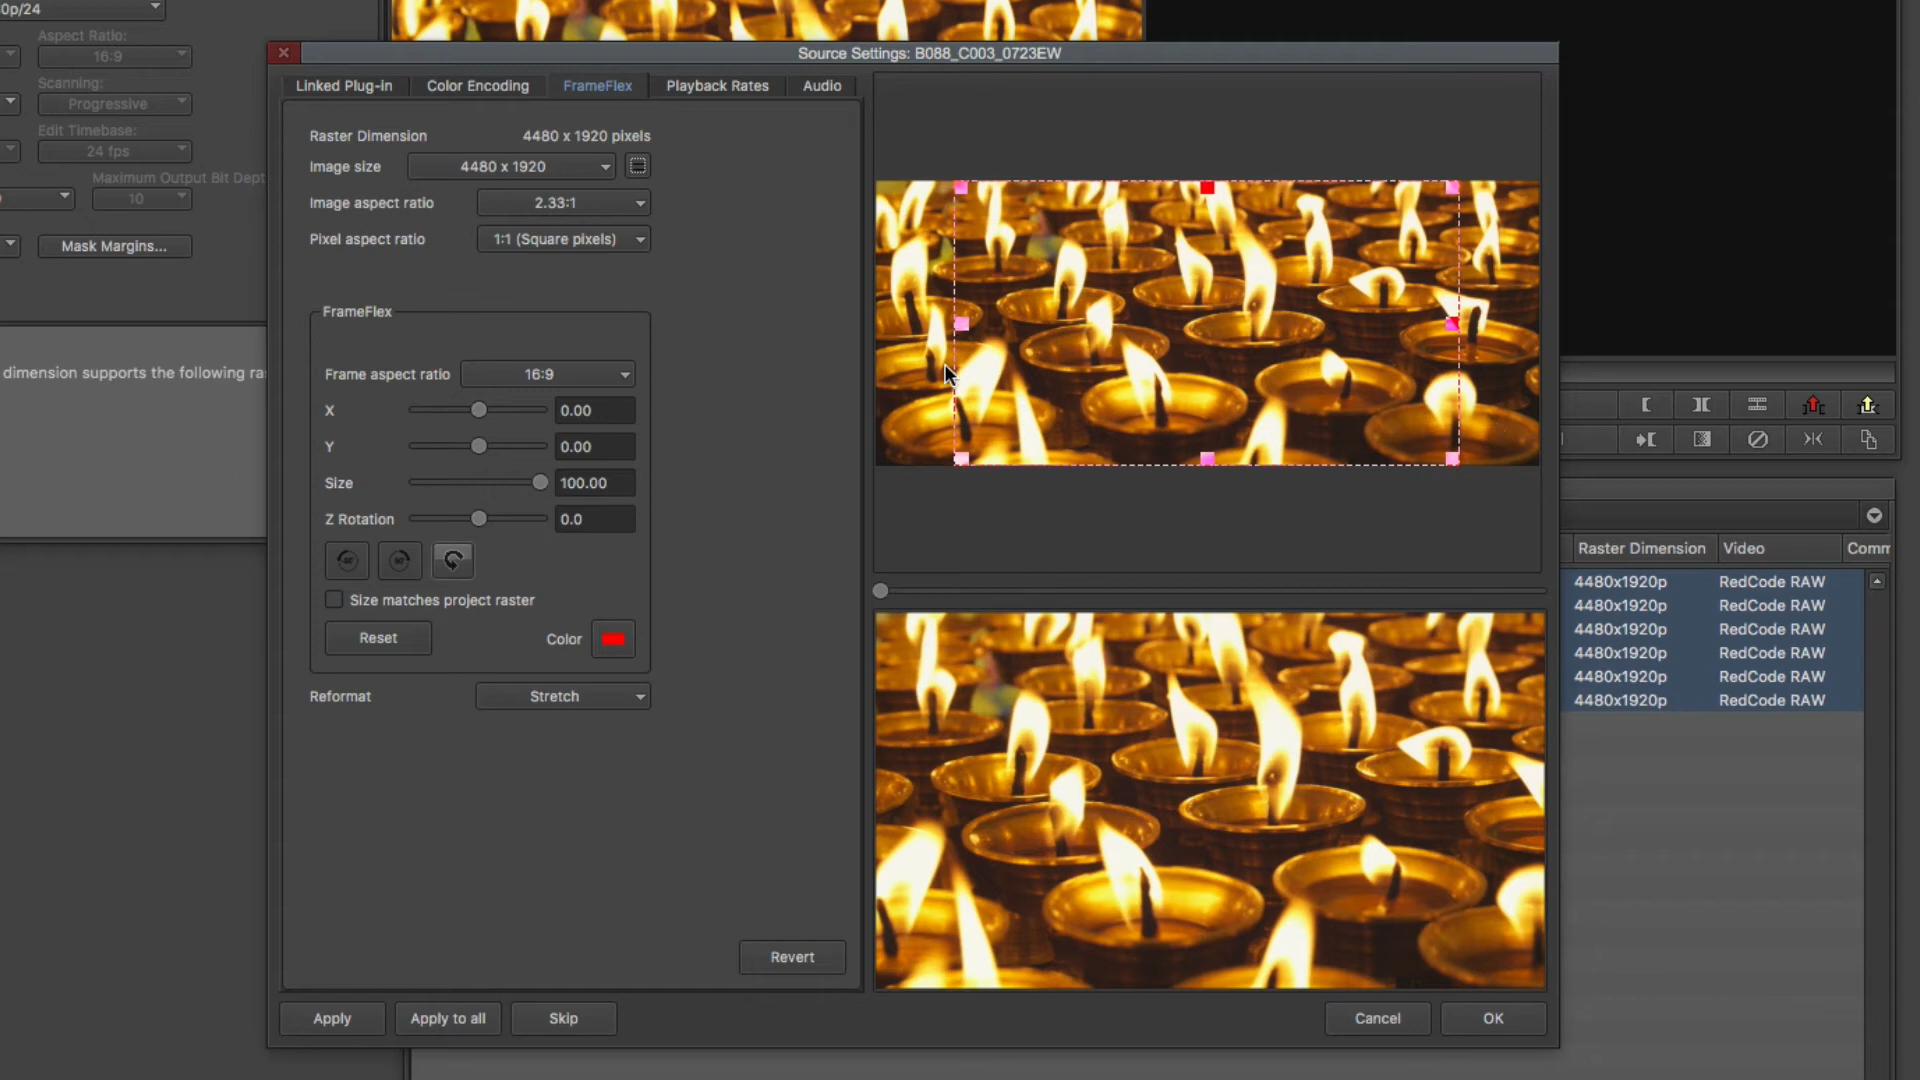 0p/24
Aspect Ratio:
16:9
Scanning:
Progressive
Edit Timebase:
24 fps
Maximum Output Bit Dept
10
Mask Margins...
dimension supports the following ra
Source Settings: B088_C003_0723EW
Linked Plug-in
Color Encoding
FrameFlex
Playback Rates
Audio
Raster Dimension 4480 x 1920 pixels
Image size 4480 x 1920
Image aspect ratio 2.33:1
Pixel aspect ratio 1:1 (Square pixels)
FrameFlex
Frame aspect ratio 16:9
X 0.00
Y 0.00
Size 100.00
Z Rotation 0.0
Size matches project raster
Reset Color
Reformat Stretch
Revert
Apply
Apply to all
Skip
Cancel
OK
Raster Dimension Video Comm
4480x1920p RedCode RAW
4480x1920p RedCode RAW
4480x1920p RedCode RAW
4480x1920p RedCode RAW
4480x1920p RedCode RAW
4480x1920p RedCode RAW